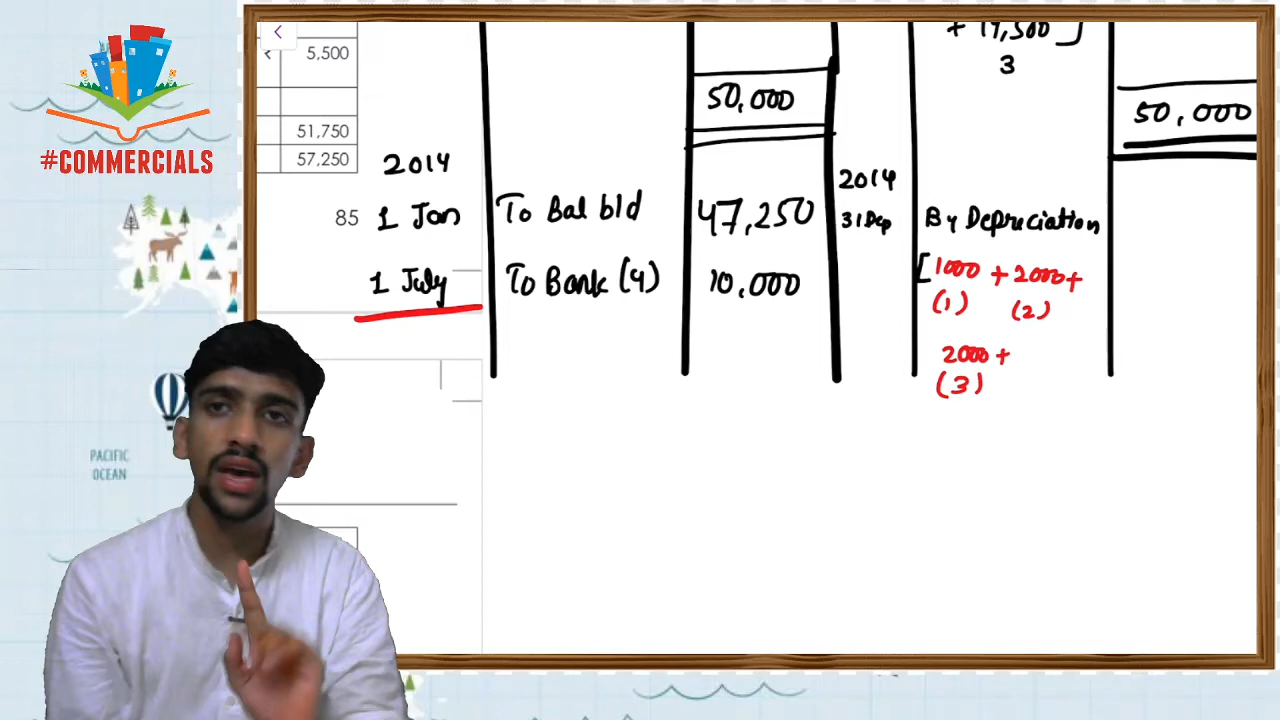 5,500
51,750
57,250
85
#COMMERCIALS
PACIFIC
OCEAN
+ 17,500 ]
3
50,000
50,000
2014
1 Jan To Bal b/d 47,250
1 July To Bank (4) 10,000
2014
31 Dep By Depreciation
[1000 + 2000 +
(1) (2)
2000 +
(3)